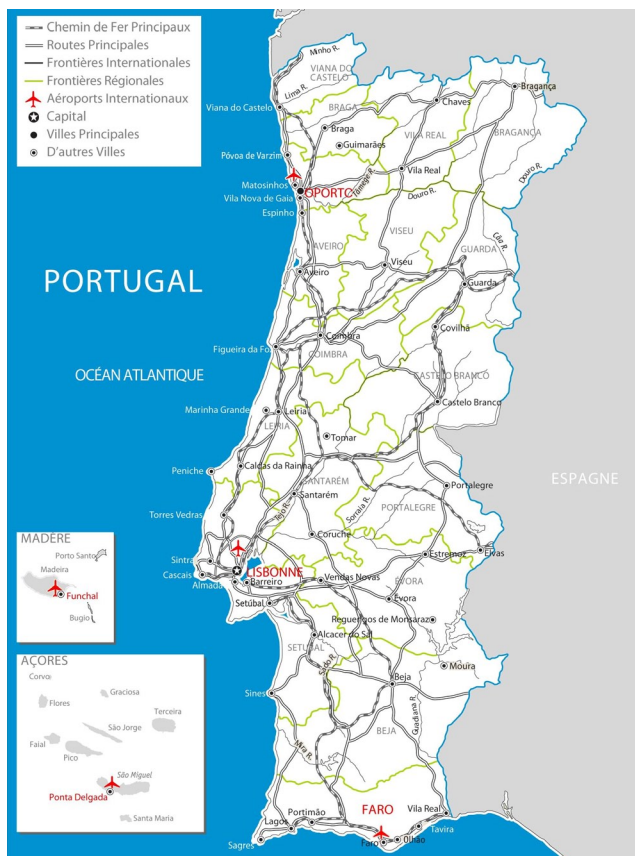 Chemin de Fer Principaux
Routes Principales
Frontières Internationales
Frontières Régionales
Aéroports Internationaux
Capital
Villes Principales
D'autres Villes
PORTUGAL
OCÉAN ATLANTIQUE
ESPAGNE
Minho R.
VIANA DO
CASTELO
Lima R.
Viana do Castelo
BRAGA
Braga
Guimarães
Chaves
Bragança
VILA REAL
BRAGANÇA
Póvoa de Varzim
Vila Real
Matosinhos
OPORTO
Tâmege R.
Douro R.
Douro R.
Vila Nova de Gaia
Espinho
VISEU
AVEIRO
GUARDA
Côa R.
Viseu
Aveiro
Guarda
Covilhã
Coimbra
Figueira da Foz
COIMBRA
CASTELO BRANCO
Castelo Branco
Marinha Grande
Leiria
LEIRIA
Tomar
Peniche
Caldas da Rainha
SANTARÉM
Santarém
Portalegre
PORTALEGRE
Tejo R.
Sorraia R.
Torres Vedras
Coruche
Sintra
LISBONNE
Cascais
Almada
Barreiro
Vendas Novas
Estremoz
Elvas
ÉVORA
Setúbal
Évora
Reguengos de Monsaraz
Alcacer do Sal
SETÚBAL
Sado R.
Moura
Beja
Sines
Guadiana R.
BEJA
Mira R.
FARO
Portimão
Vila Real
Lagos
Tavira
Sagres
Faro
Olhão
MADÈRE
Porto Santo
Madeira
Funchal
Bugio
AÇORES
Corvo
Graciosa
Flores
Terceira
São Jorge
Faial
Pico
São Miguel
Ponta Delgada
Santa Maria